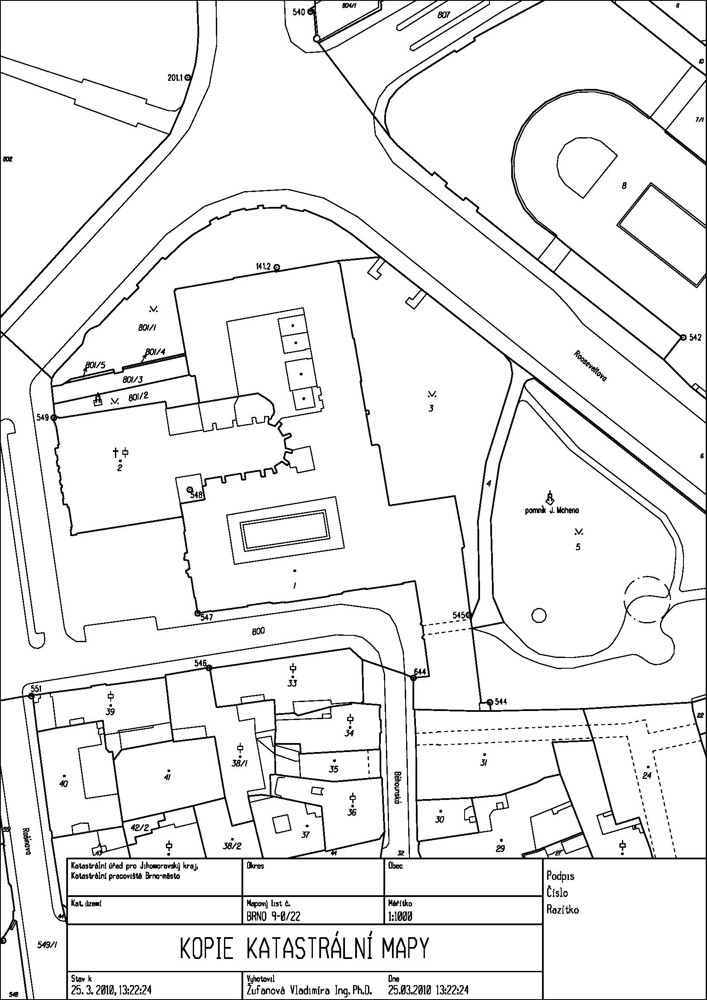 540
804/1
807
11
201.1
10
7/1
802
8
141.2
801/1
542
801/4
801/5
Rooseveltova
801/3
801/2
549
3
6
2
4
548
pomník J. Mahena
5
1
547
545
800
546
644
33
551
544
39
22
34
38/1
35
31
41
24
40
36
30
42/2
37
Běhounská
551
Rašínova
38/2
29
43
44
32
27
44
549/1
548
Katastrální úřad pro Jihomoravský kraj,
Katastrální pracoviště Brno-město
Okres
Obec
Podpis
Číslo
Razítko
Kat. území
Mapový list č.
BRNO 9-0/22
Měřítko
1:1000
KOPIE KATASTRÁLNÍ MAPY
Stav k
25. 3. 2010, 13:22:24
Vyhotovil
Žufanová Vladimíra Ing. Ph.D.
Dne
25.03.2010 13:22:24